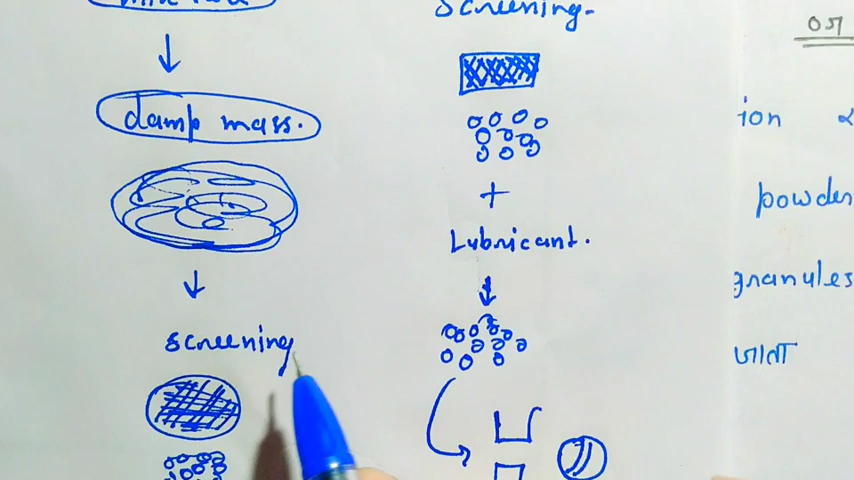 damp mass.
screening
Screening.
+
Lubricant.
ion
powder
granules
जाता